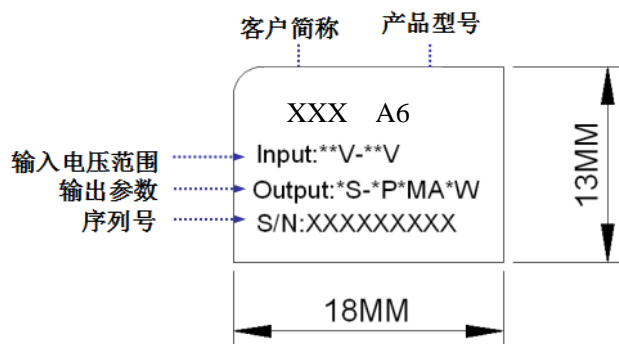 客户简称 产品型号
XXX A6
输入电压范围 Input:**V-**V
输出参数 Output:*S-*P*MA*W
序列号 S/N:XXXXXXXXX
13MM
18MM